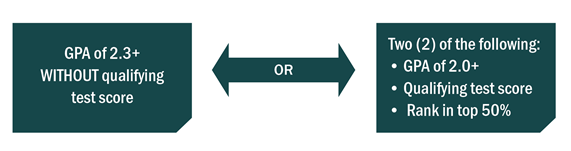 GPA of 2.3+
WITHOUT qualifying
test score
OR
Two (2) of the following:
• GPA of 2.0+
• Qualifying test score
• Rank in top 50%